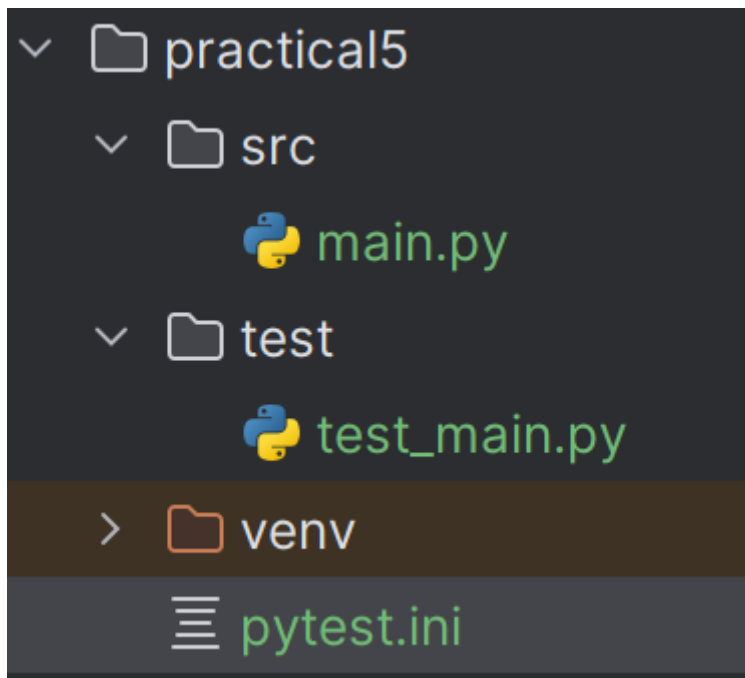 practical5
src
main.py
test
test_main.py
venv
pytest.ini